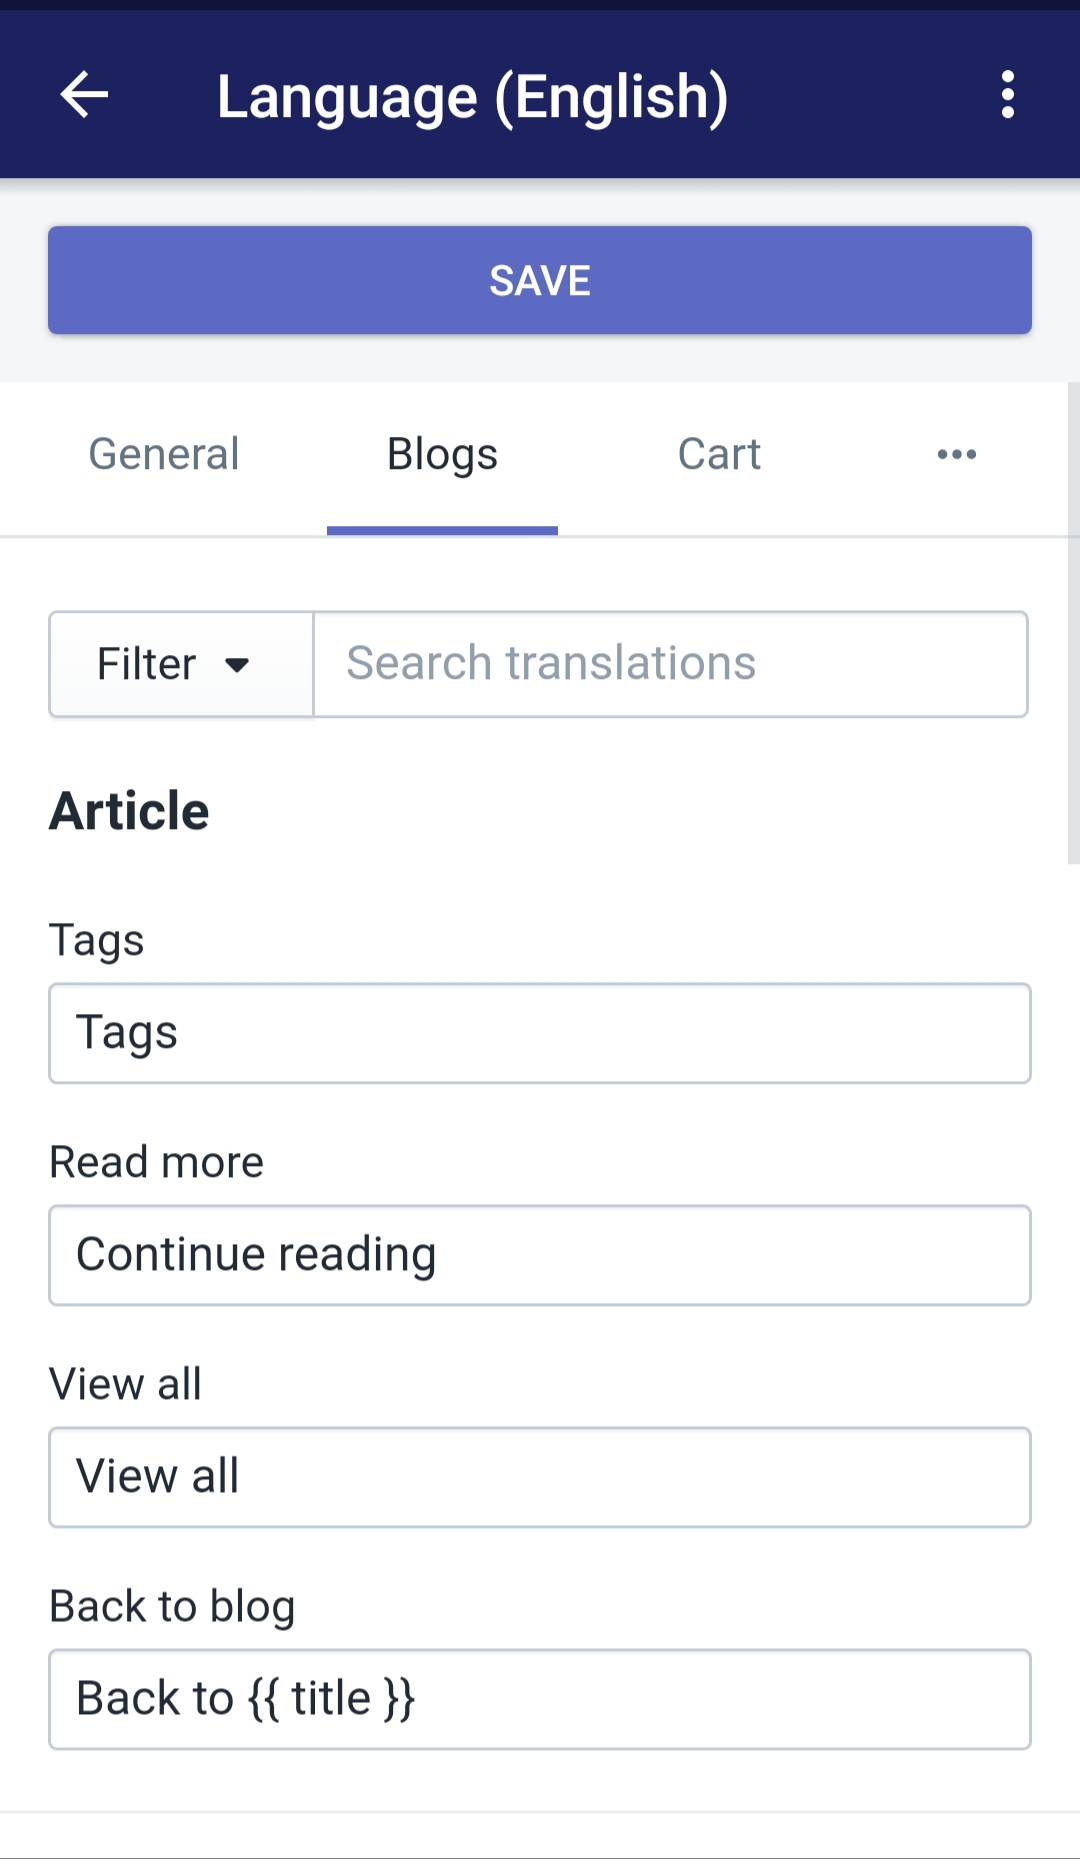 Language (English)
SAVE
General Blogs Cart ...
Filter Search translations
Article
Tags
Tags
Read more
Continue reading
View all
View all
Back to blog
Back to {{ title }}